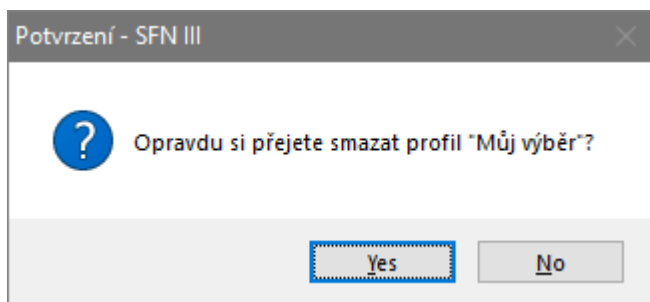 Potvrzení - SFN III
Opravdu si přejete smazat profil "Můj výběr"?
Yes
No